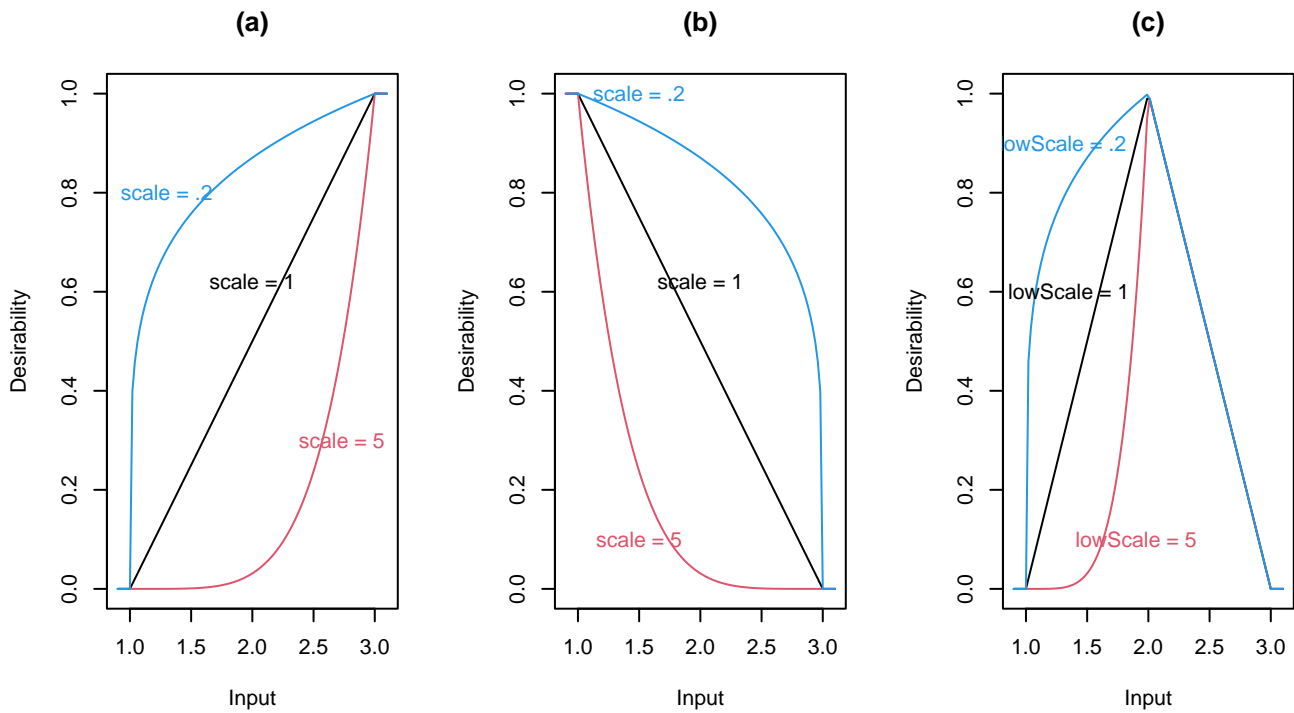 (a)
scale = .2
scale = 1
scale = 5
Desirability
0.0 0.2 0.4 0.6 0.8 1.0
1.0 1.5 2.0 2.5 3.0
Input
(b)
scale = .2
scale = 1
scale = 5
Desirability
0.0 0.2 0.4 0.6 0.8 1.0
1.0 1.5 2.0 2.5 3.0
Input
(c)
owScale = .2
lowScale = 1
lowScale = 5
Desirability
0.0 0.2 0.4 0.6 0.8 1.0
1.0 1.5 2.0 2.5 3.0
Input